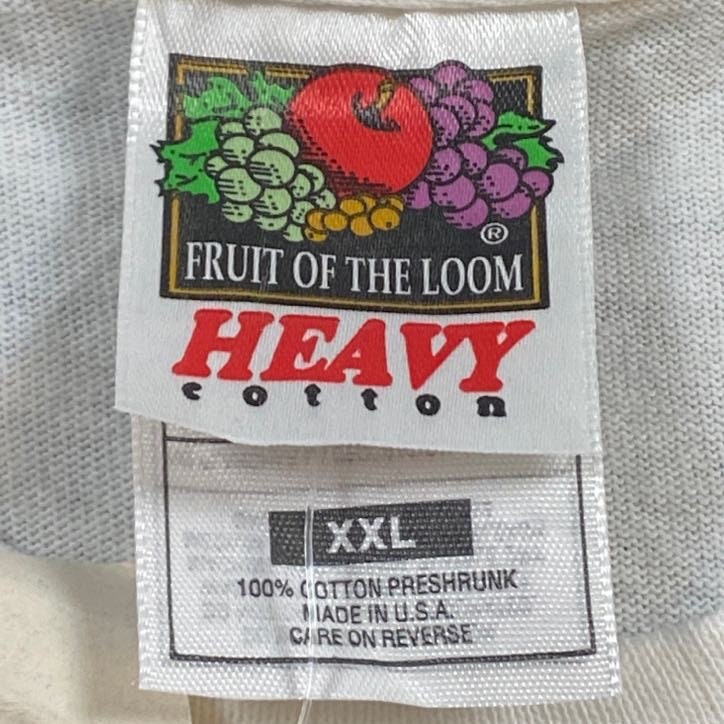 ®
FRUIT OF THE LOOM
HEAVY
cotton
XXL
100% COTTON PRESHRUNK
MADE IN U.S.A.
CARE ON REVERSE